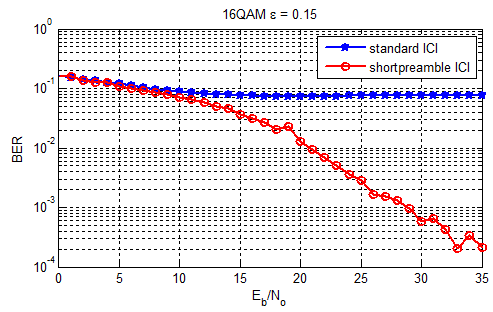 16QAM ε = 0.15
standard ICI
shortpreamble ICI
BER
10^0
10^-1
10^-2
10^-3
10^-4
0 5 10 15 20 25 30 35
E_b/N_o